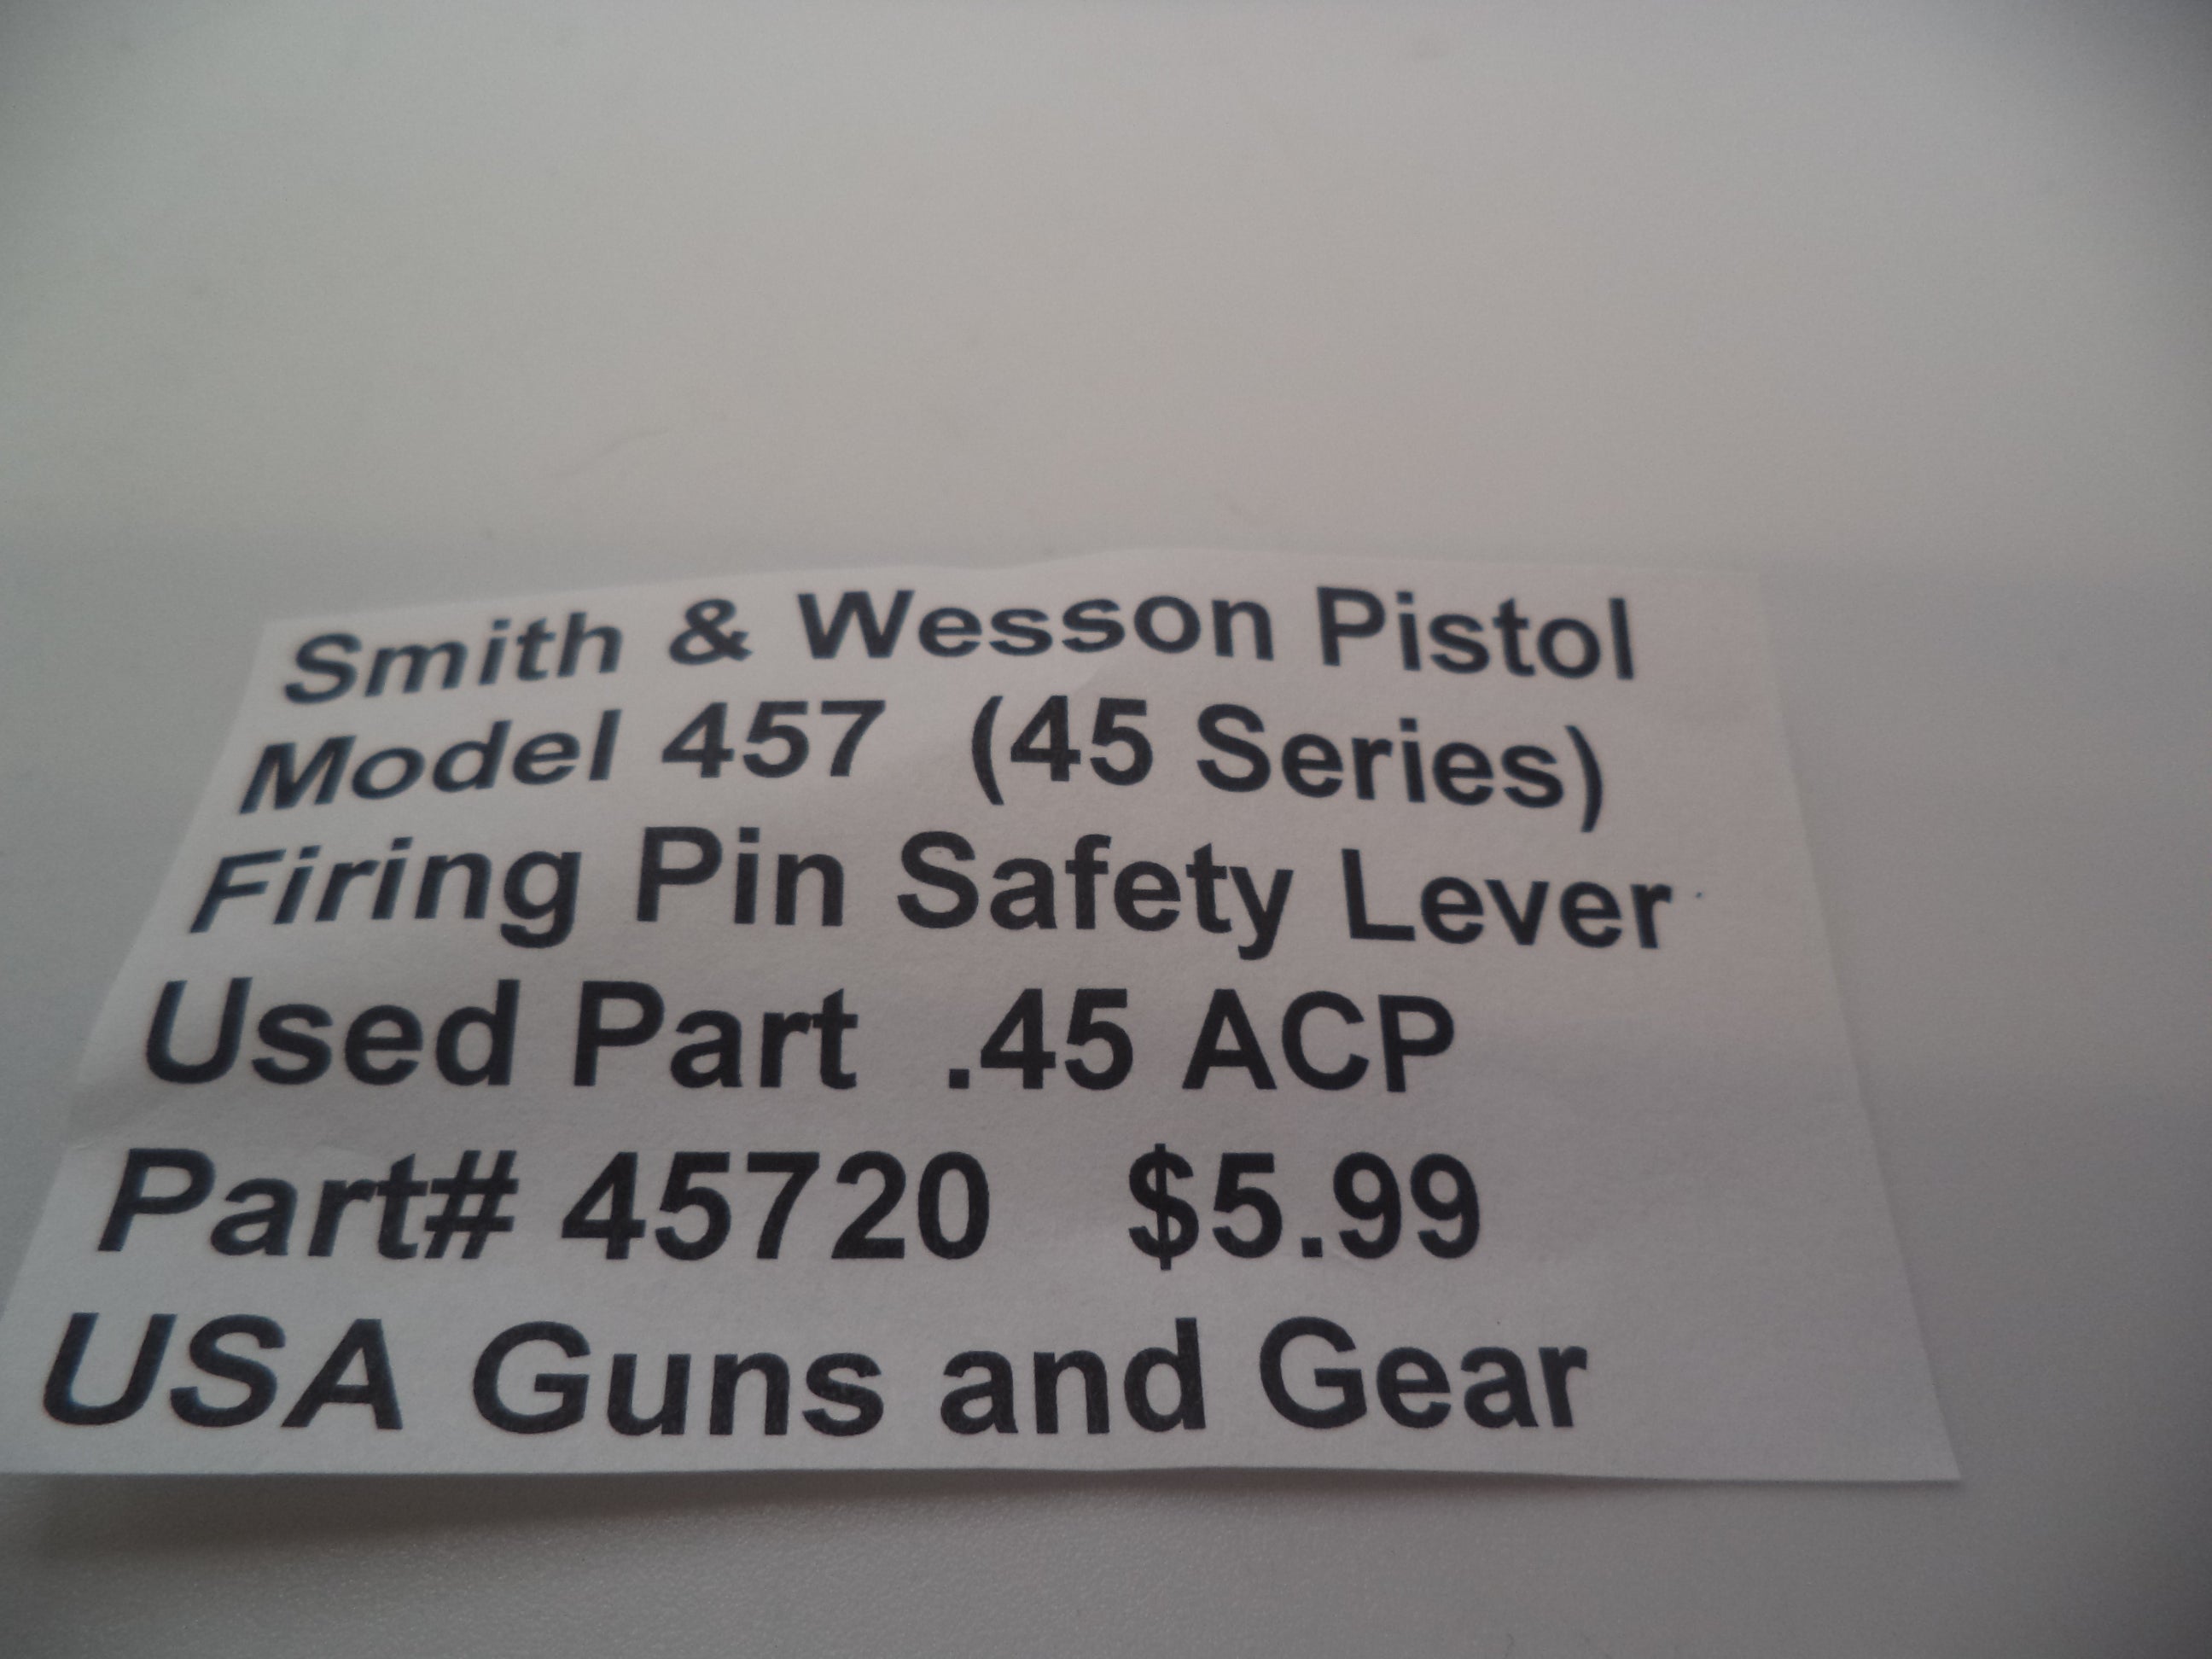 Smith & Wesson Pistol
Model 457 (45 Series)
Firing Pin Safety Lever
Used Part .45 ACP
Part# 45720 $5.99
USA Guns and Gear